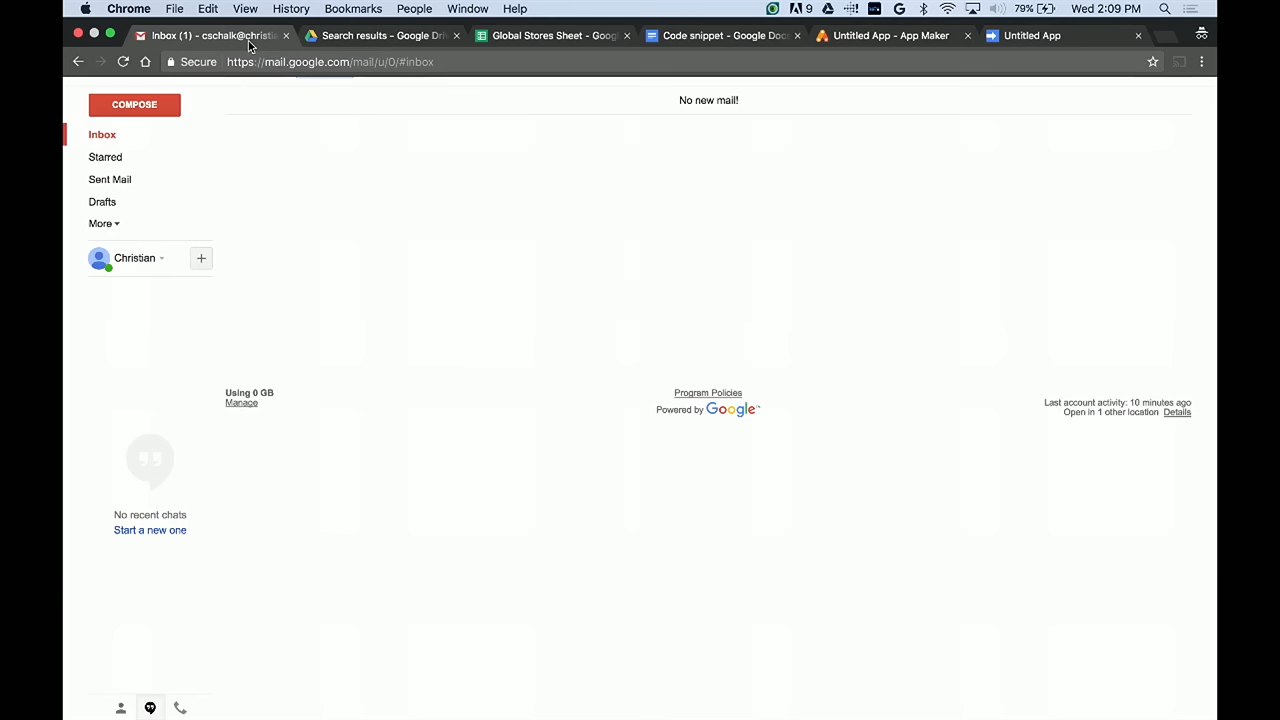 Chrome File Edit View History Bookmarks People Window Help 9 79% Wed 2:09 PM
Inbox (1) - cschalk@christia Search results - Google Driv Global Stores Sheet - Goog Code snippet - Google Docs Untitled App - App Maker Untitled App
Secure https://mail.google.com/mail/u/0/#inbox
COMPOSE
No new mail!
Inbox
Starred
Sent Mail
Drafts
More
Christian
Using 0 GB
Manage
Program Policies
Powered by Google™
Last account activity: 10 minutes ago
Open in 1 other location Details
No recent chats
Start a new one